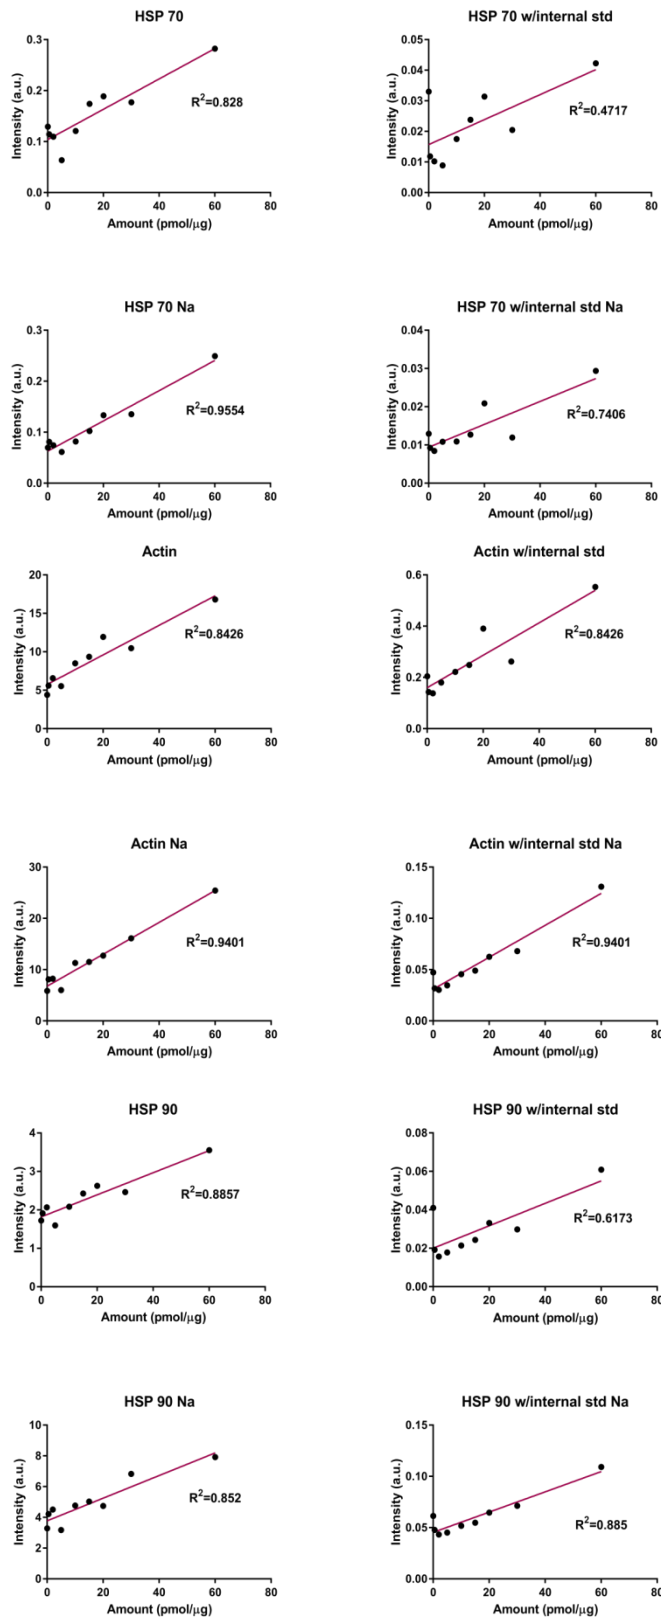 HSP 70
0.3
0.2
0.1
0.0
Intensity (a.u.)
R²=0.828
0 20 40 60 80
Amount (pmol/µg)
HSP 70 w/internal std
0.05
0.04
0.03
0.02
0.01
0.00
Intensity (a.u.)
R²=0.4717
0 20 40 60 80
Amount (pmol/µg)
HSP 70 Na
0.3
0.2
0.1
0.0
Intensity (a.u.)
R²=0.9554
0 20 40 60 80
Amount (pmol/µg)
HSP 70 w/internal std Na
0.04
0.03
0.02
0.01
0.00
Intensity (a.u.)
R²=0.7406
0 20 40 60 80
Amount (pmol/µg)
Actin
20
15
10
5
0
Intensity (a.u.)
R²=0.8426
0 20 40 60 80
Amount (pmol/µg)
Actin w/internal std
0.6
0.4
0.2
0.0
Intensity (a.u.)
R²=0.8426
0 20 40 60 80
Amount (pmol/µg)
Actin Na
30
20
10
0
Intensity (a.u.)
R²=0.9401
0 20 40 60 80
Amount (pmol/µg)
Actin w/internal std Na
0.15
0.10
0.05
0.00
Intensity (a.u.)
R²=0.9401
0 20 40 60 80
Amount (pmol/µg)
HSP 90
4
3
2
1
0
Intensity (a.u.)
R²=0.8857
0 20 40 60 80
Amount (pmol/µg)
HSP 90 w/internal std
0.08
0.06
0.04
0.02
0.00
Intensity (a.u.)
R²=0.6173
0 20 40 60 80
Amount (pmol/µg)
HSP 90 Na
10
8
6
4
2
0
Intensity (a.u.)
R²=0.852
0 20 40 60 80
Amount (pmol/µg)
HSP 90 w/internal std Na
0.15
0.10
0.05
0.00
Intensity (a.u.)
R²=0.885
0 20 40 60 80
Amount (pmol/µg)